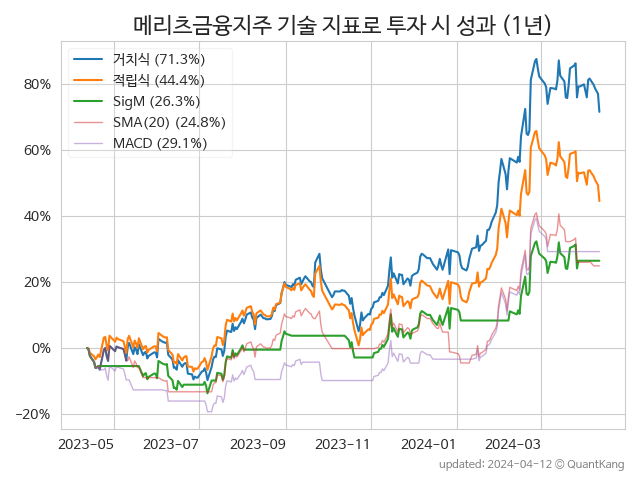 메리츠금융지주 기술 지표로 투자 시 성과 (1년)
거치식 (71.3%)
적립식 (44.4%)
SigM (26.3%)
SMA(20) (24.8%)
MACD (29.1%)
80%
60%
40%
20%
0%
−20%
2023-05 2023-07 2023-09 2023-11 2024-01 2024-03
updated: 2024-04-12 © QuantKang